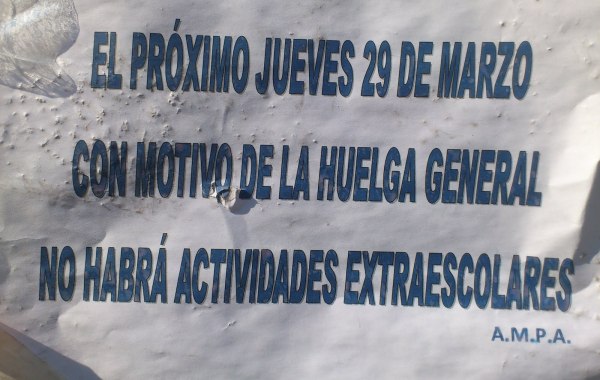 EL PRÓXIMO JUEVES 29 DE MARZO
CON MOTIVO DE LA HUELGA GENERAL
NO HABRÁ ACTIVIDADES EXTRAESCOLARES
A.M.P.A.